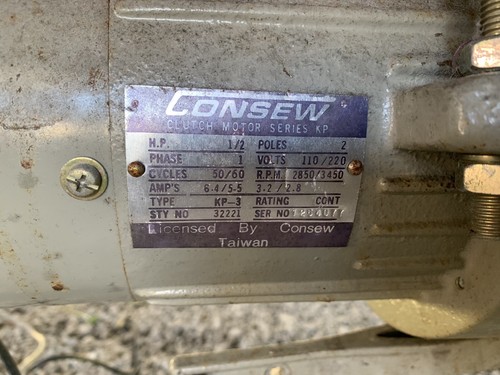 CONSEW
CLUTCH MOTOR SERIES KP
H.P. 1/2 POLES 2
PHASE 1 VOLTS 110/220
CYCLES 50/60 R.P.M 2850/3450
AMP'S 6.4/5.5 3.2/2.8
TYPE KP-3 RATING CONT
STY NO 32221 SER NO
Licensed By Consew
Taiwan